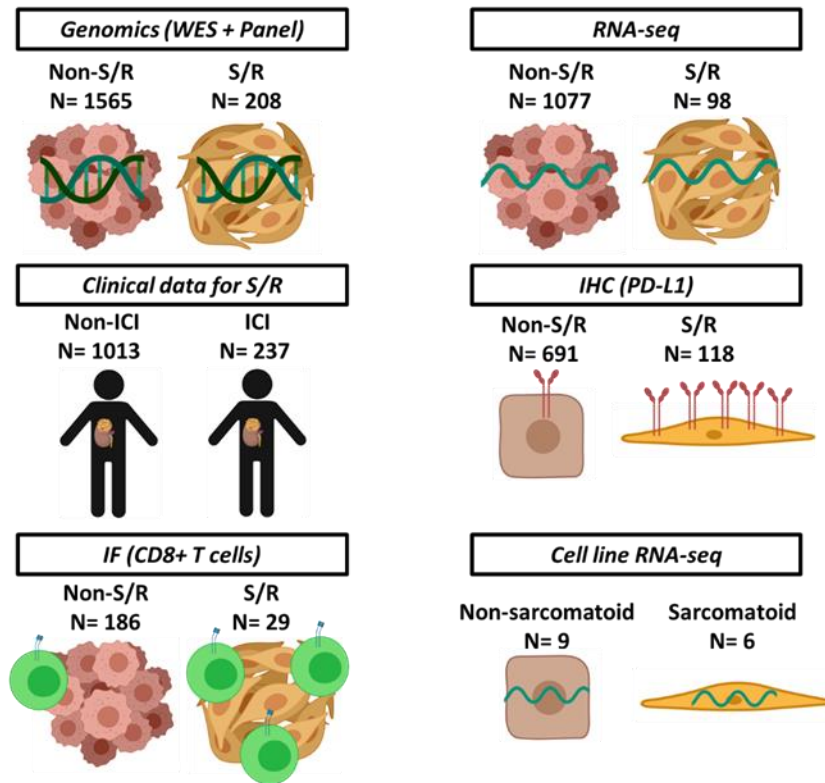 Genomics (WES + Panel)
Non-S/R
N= 1565
S/R
N= 208
RNA-seq
Non-S/R
N= 1077
S/R
N= 98
Clinical data for S/R
Non-ICI
N= 1013
ICI
N= 237
IHC (PD-L1)
Non-S/R
N= 691
S/R
N= 118
IF (CD8+ T cells)
Non-S/R
N= 186
S/R
N= 29
Cell line RNA-seq
Non-sarcomatoid
N= 9
Sarcomatoid
N= 6